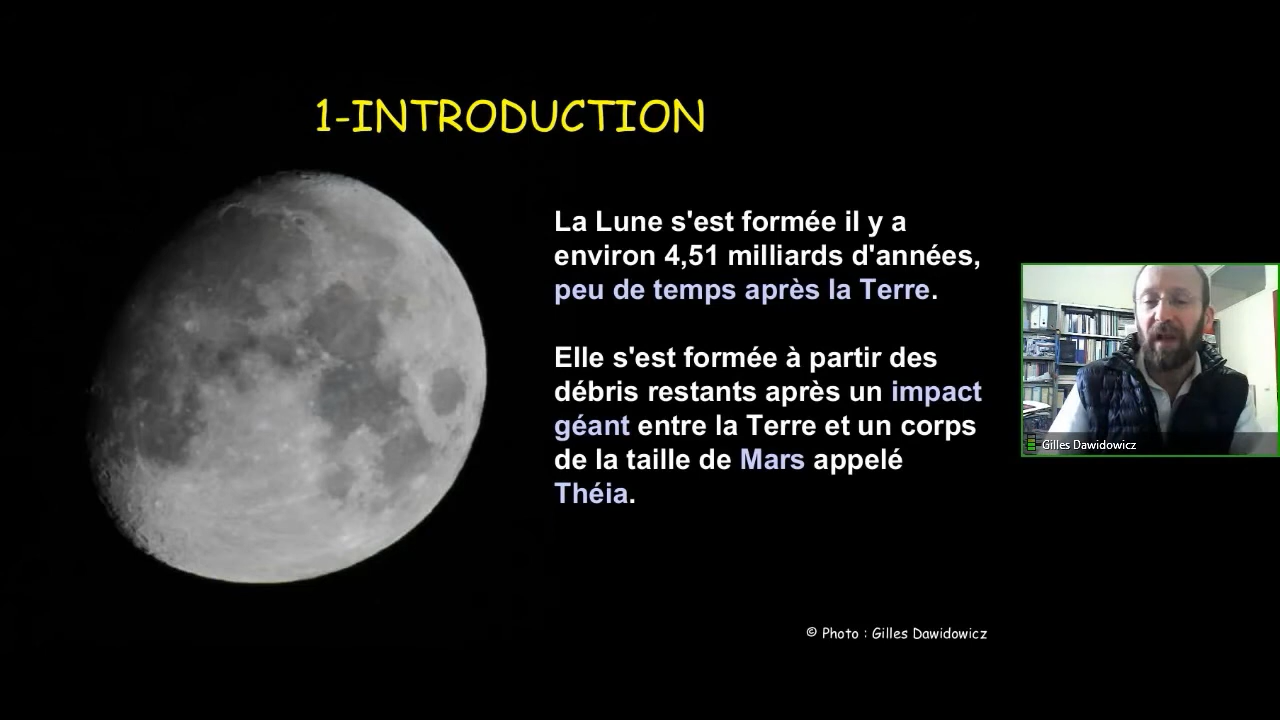 1-INTRODUCTION
La Lune s'est formée il y a
environ 4,51 milliards d'années,
peu de temps après la Terre.
Elle s'est formée à partir des
débris restants après un impact
géant entre la Terre et un corps
de la taille de Mars appelé
Théia.
Gilles Dawidowicz
© Photo : Gilles Dawidowicz